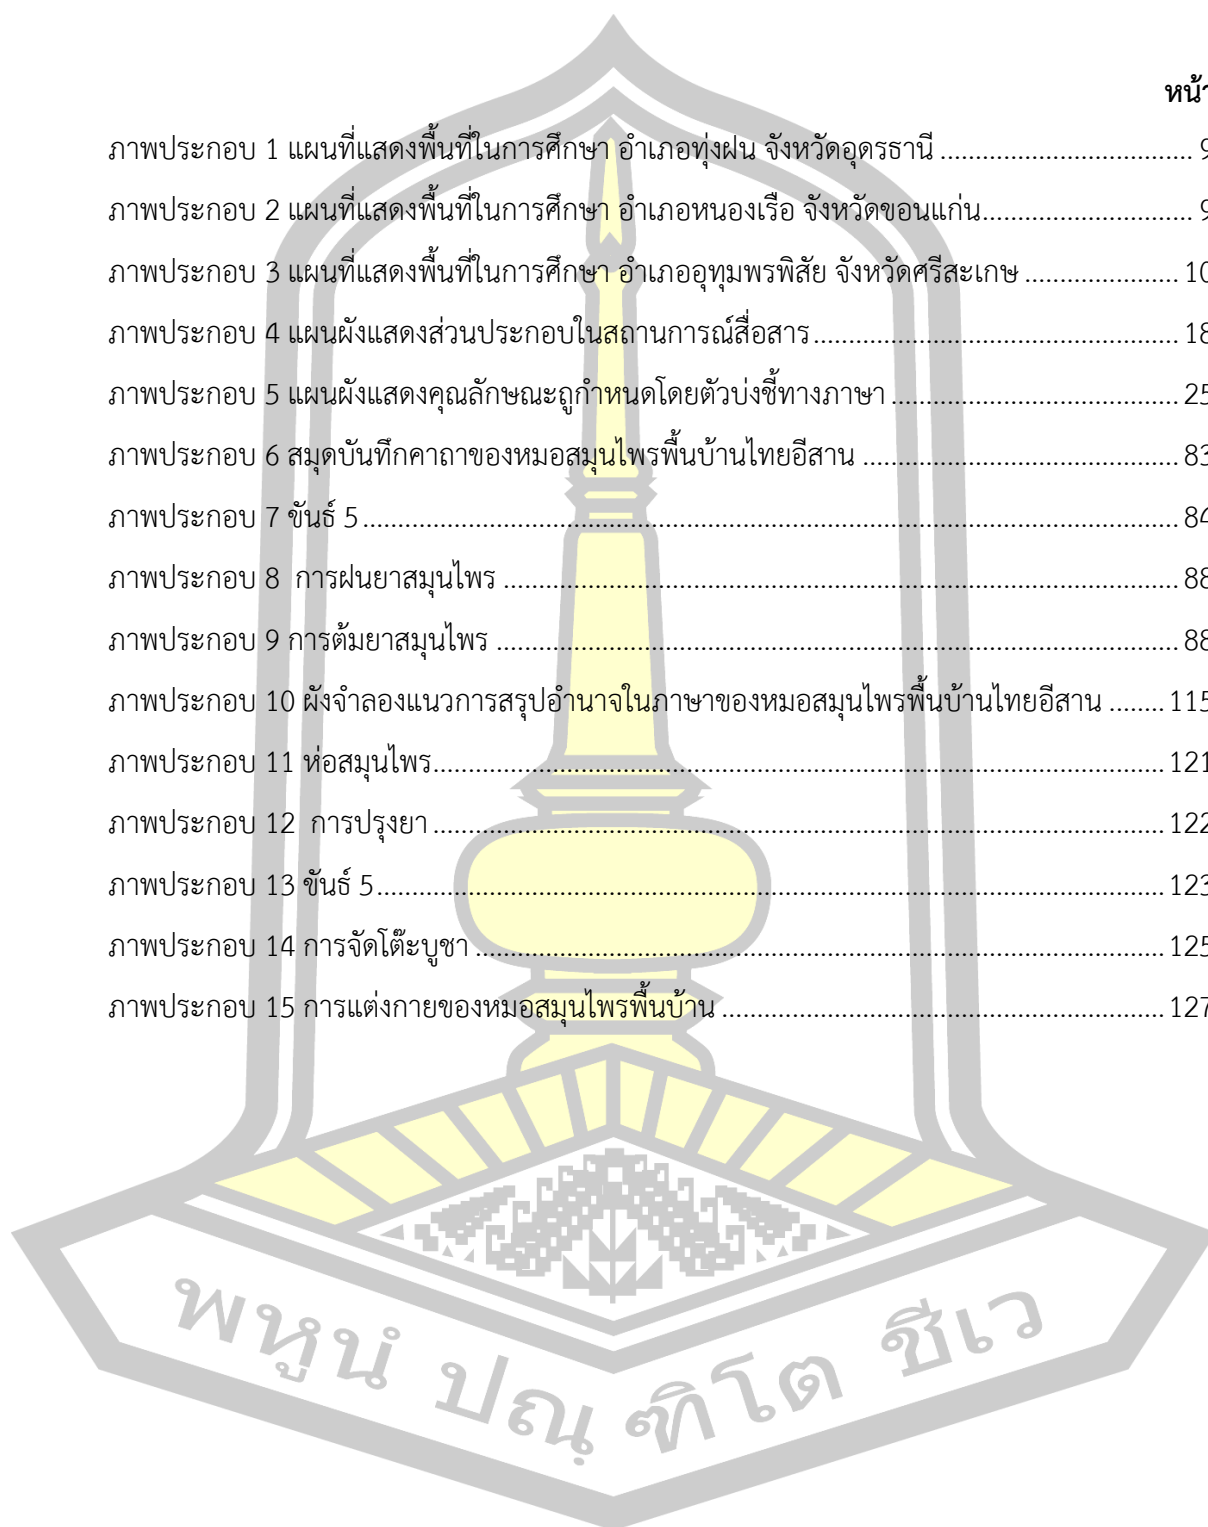 หน้า
ภาพประกอบ 1 แผนที่แสดงพื้นที่ในการศึกษา อำเภอทุ่งฝน จังหวัดอุดรธานี ................................ 9
ภาพประกอบ 2 แผนที่แสดงพื้นที่ในการศึกษา อำเภอหนองเรือ จังหวัดขอนแก่น........................... 9
ภาพประกอบ 3 แผนที่แสดงพื้นที่ในการศึกษา อำเภออุทุมพรพิสัย จังหวัดศรีสะเกษ .................... 10
ภาพประกอบ 4 แผนผังแสดงส่วนประกอบในสถานการณ์สื่อสาร ............................................... 18
ภาพประกอบ 5 แผนผังแสดงคุณลักษณะถูกำหนดโดยตัวบ่งชี้ทางภาษา ..................................... 25
ภาพประกอบ 6 สมุดบันทึกคาถาของหมอสมุนไพรพื้นบ้านไทยอีสาน ......................................... 83
ภาพประกอบ 7 ขันธ์ 5 ........................................................................................................ 84
ภาพประกอบ 8 การฝนยาสมุนไพร ....................................................................................... 88
ภาพประกอบ 9 การต้มยาสมุนไพร ........................................................................................ 88
ภาพประกอบ 10 ผังจำลองแนวการสรุปอำนาจในภาษาของหมอสมุนไพรพื้นบ้านไทยอีสาน ....... 115
ภาพประกอบ 11 ห่อสมุนไพร............................................................................................... 121
ภาพประกอบ 12 การปรุงยา ................................................................................................ 122
ภาพประกอบ 13 ขันธ์ 5...................................................................................................... 123
ภาพประกอบ 14 การจัดโต๊ะบูชา .......................................................................................... 125
ภาพประกอบ 15 การแต่งกายของหมอสมุนไพรพื้นบ้าน .......................................................... 127
พหูนํ ปณฺฑิโต ชีเว